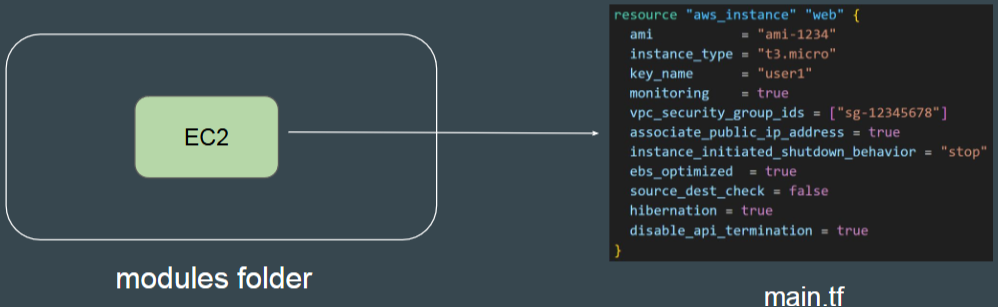 EC2
modules folder
resource "aws_instance" "web" {
  ami           = "ami-1234"
  instance_type = "t3.micro"
  key_name      = "user1"
  monitoring    = true
  vpc_security_group_ids = ["sg-12345678"]
  associate_public_ip_address = true
  instance_initiated_shutdown_behavior = "stop"
  ebs_optimized  = true
  source_dest_check = false
  hibernation = true
  disable_api_termination = true
}
main.tf